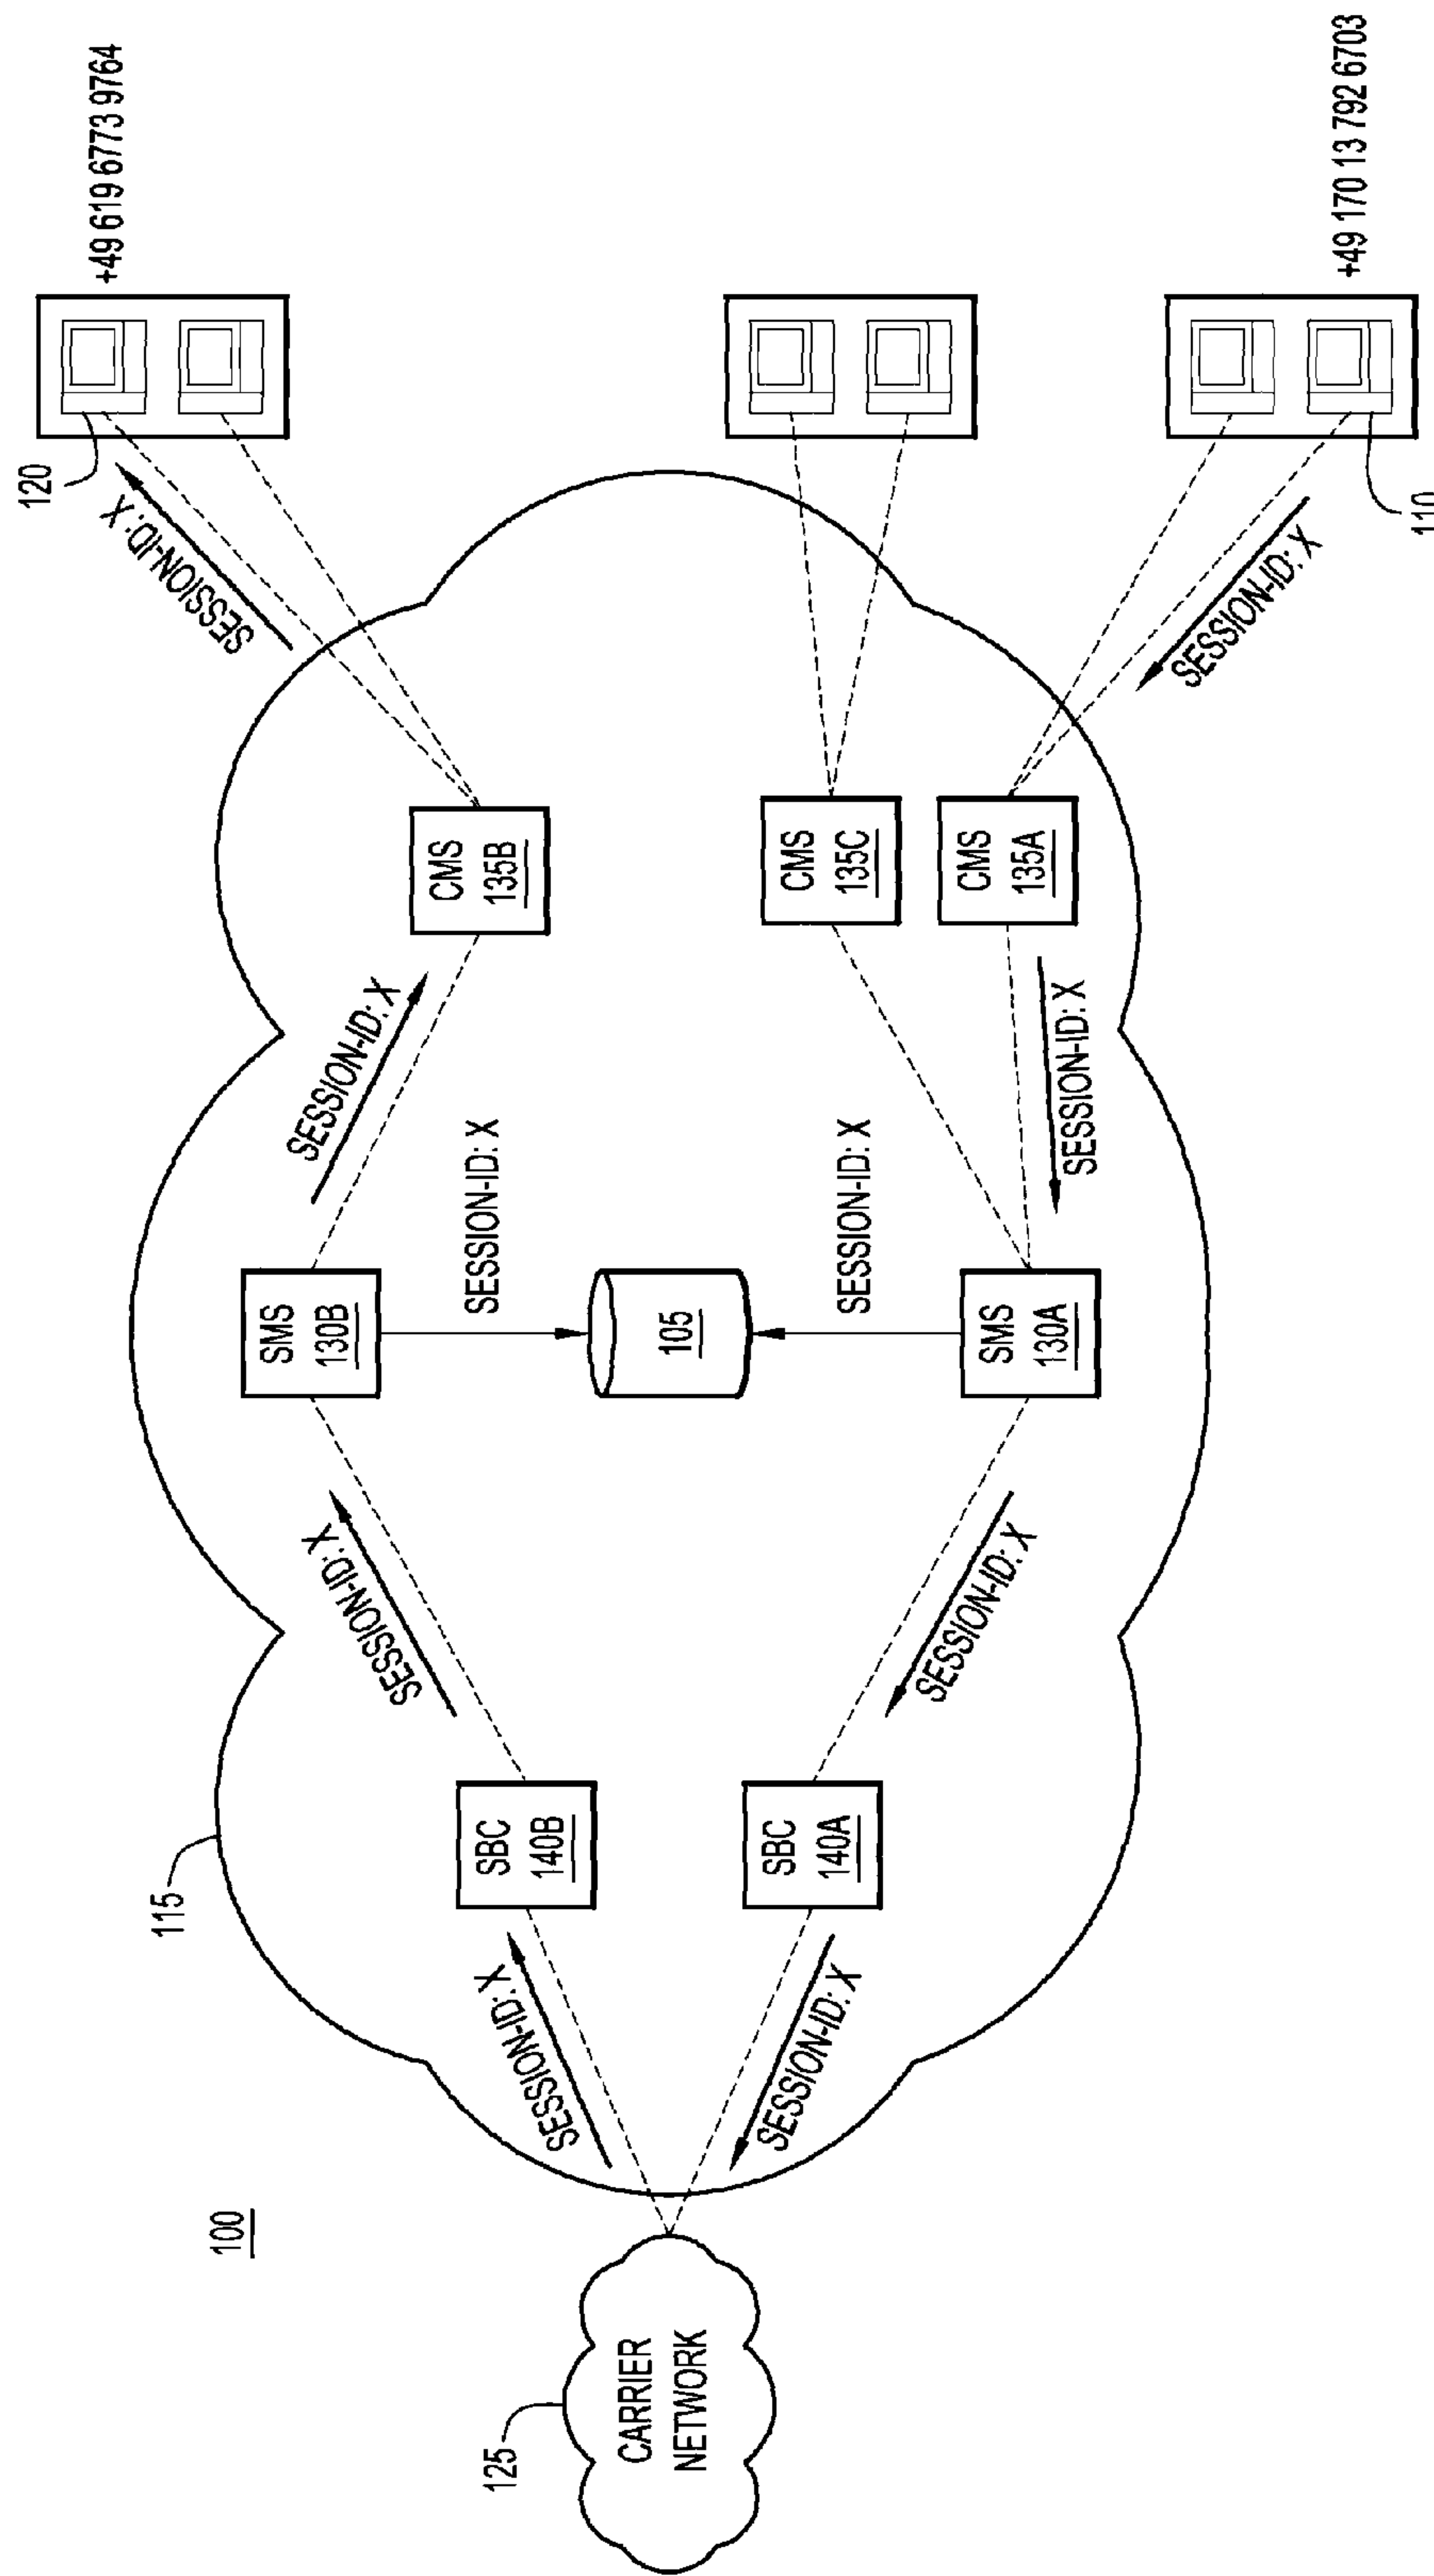 100
115
125
CARRIER
NETWORK
SESSION-ID: X
SBC
140B
SESSION-ID: X
SMS
130B
SESSION-ID: X
CMS
135B
SESSION-ID: X
120
+49 619 6773 9764
SESSION-ID: X
105
SESSION-ID: X
SESSION-ID: X
SBC
140A
SESSION-ID: X
SMS
130A
SESSION-ID: X
CMS
135C
CMS
135A
SESSION-ID: X
110
+49 170 13 792 6703